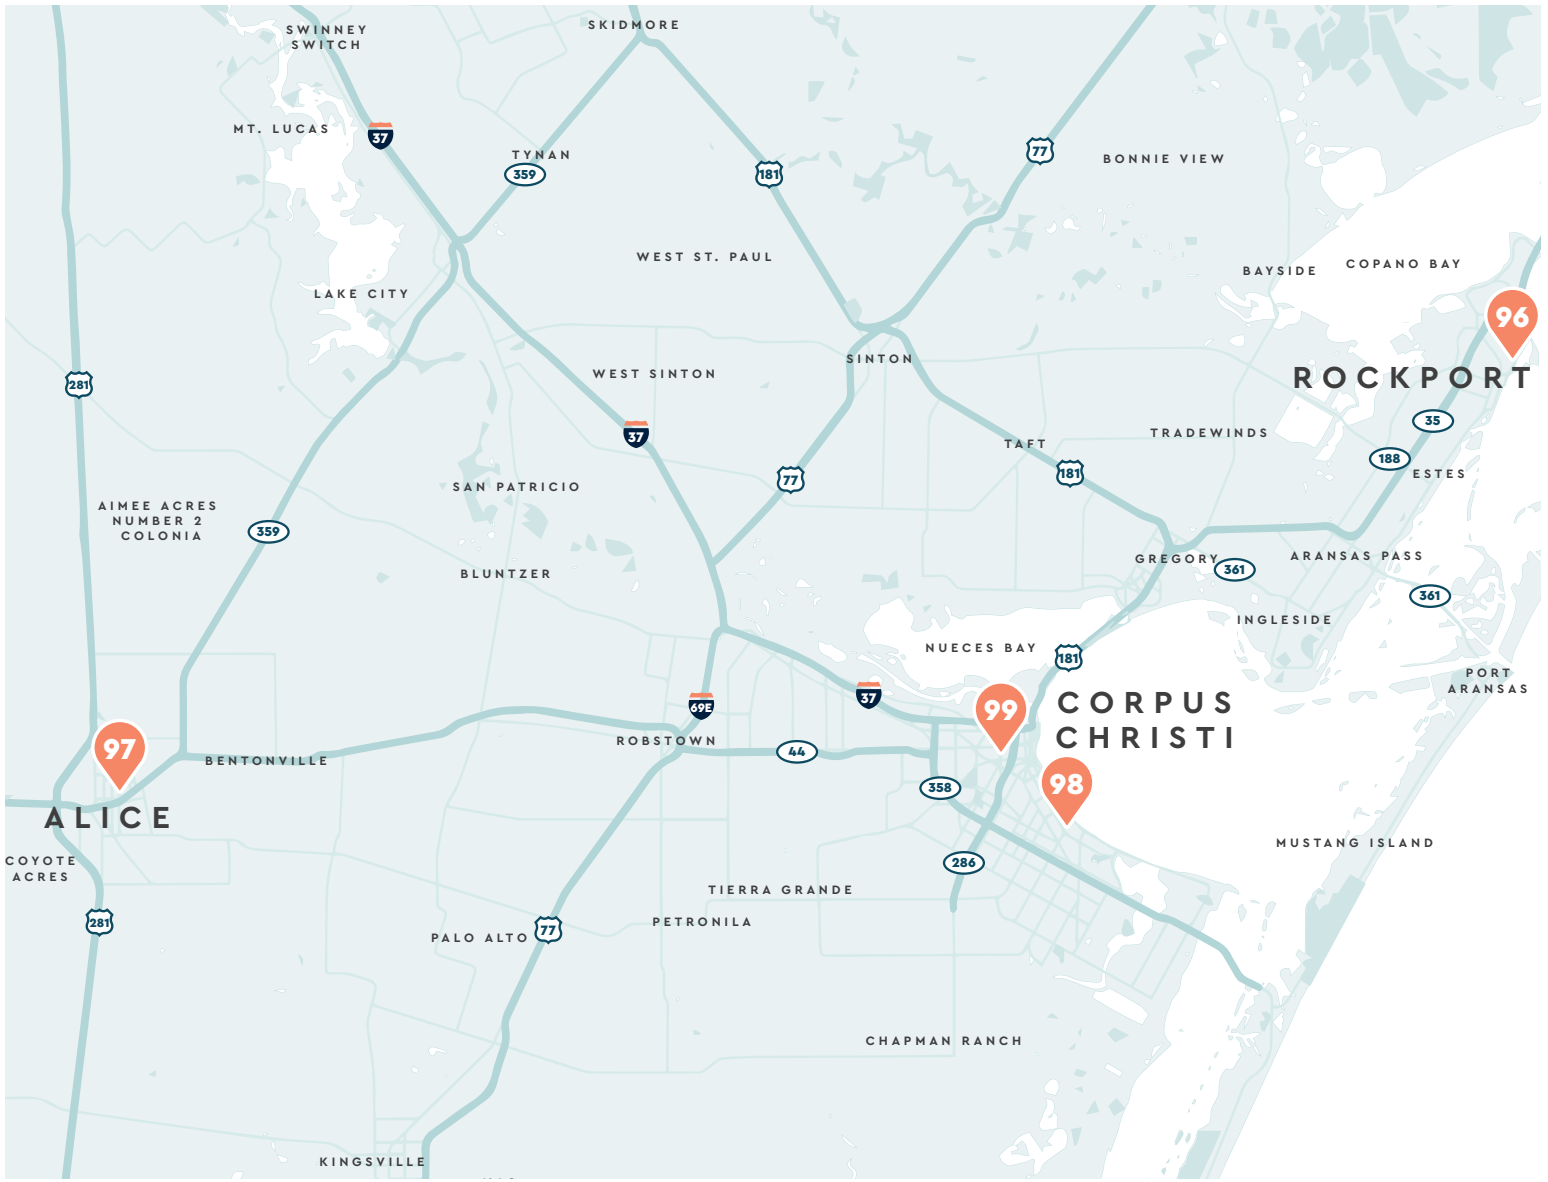 SKIDMORE
SWINNEY
SWITCH
MT. LUCAS
37
TYNAN
359
181
77
BONNIE VIEW
WEST ST. PAUL
BAYSIDE
COPANO BAY
LAKE CITY
96
ROCKPORT
SINTON
WEST SINTON
281
35
37
TAFT
TRADEWINDS
188
ESTES
181
77
SAN PATRICIO
AIMEE ACRES
NUMBER 2
COLONIA
359
GREGORY
361
ARANSAS PASS
BLUNTZER
361
INGLESIDE
NUECES BAY
181
PORT
ARANSAS
37
69E
99
CORPUS
CHRISTI
97
ROBSTOWN
44
BENTONVILLE
98
358
ALICE
MUSTANG ISLAND
COYOTE
ACRES
286
TIERRA GRANDE
281
PETRONILA
PALO ALTO
77
CHAPMAN RANCH
KINGSVILLE